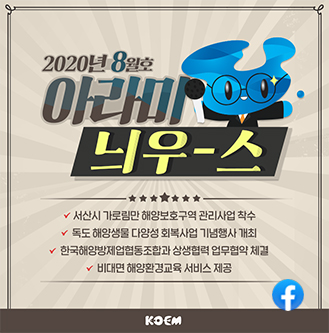 2020년 8월호
아라미
늬우-스
서산시 가로림만 해양보호구역 관리사업 착수
독도 해양생물 다양성 회복사업 기념행사 개최
한국해양방제업협동조합과 상생협력 업무협약 체결
비대면 해양환경교육 서비스 제공
KOEM